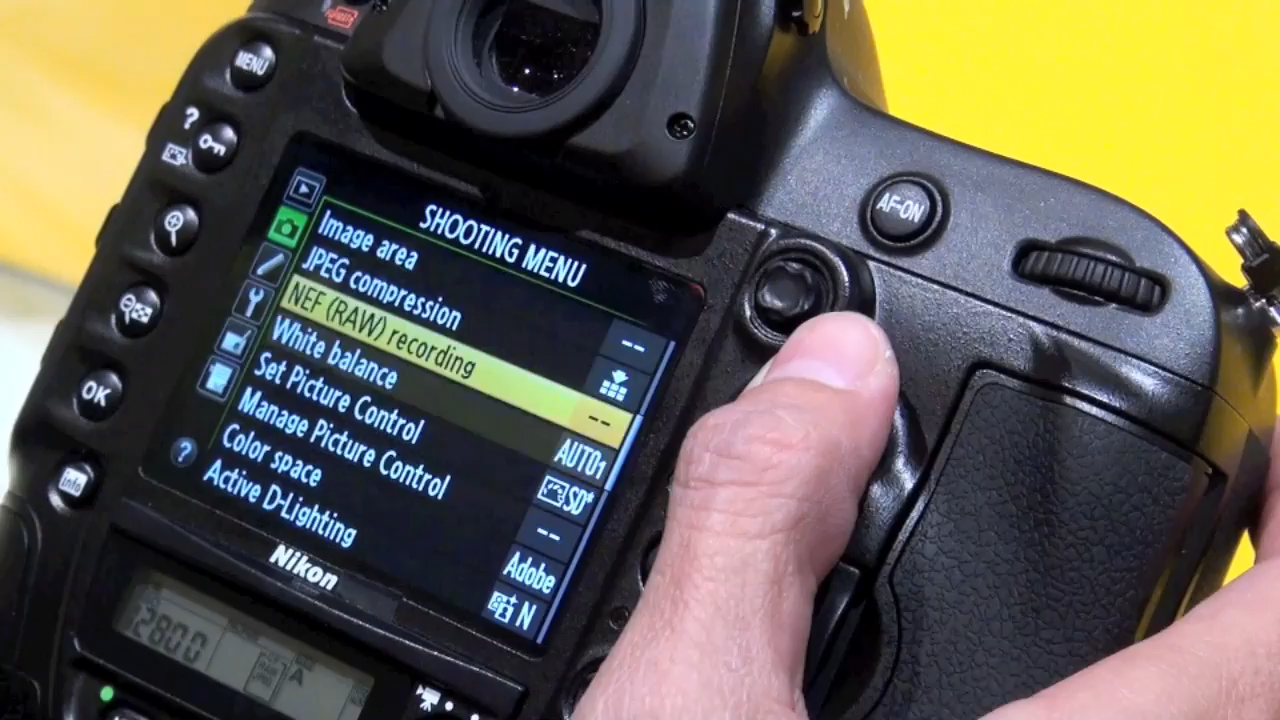 MENU
?
AF-ON
SHOOTING MENU
Image area --
JPEG compression
NEF (RAW) recording --
White balance AUTO1
Set Picture Control SD*
Manage Picture Control --
Color space Adobe
Active D-Lighting N
?
OK
info
Nikon
2800
A